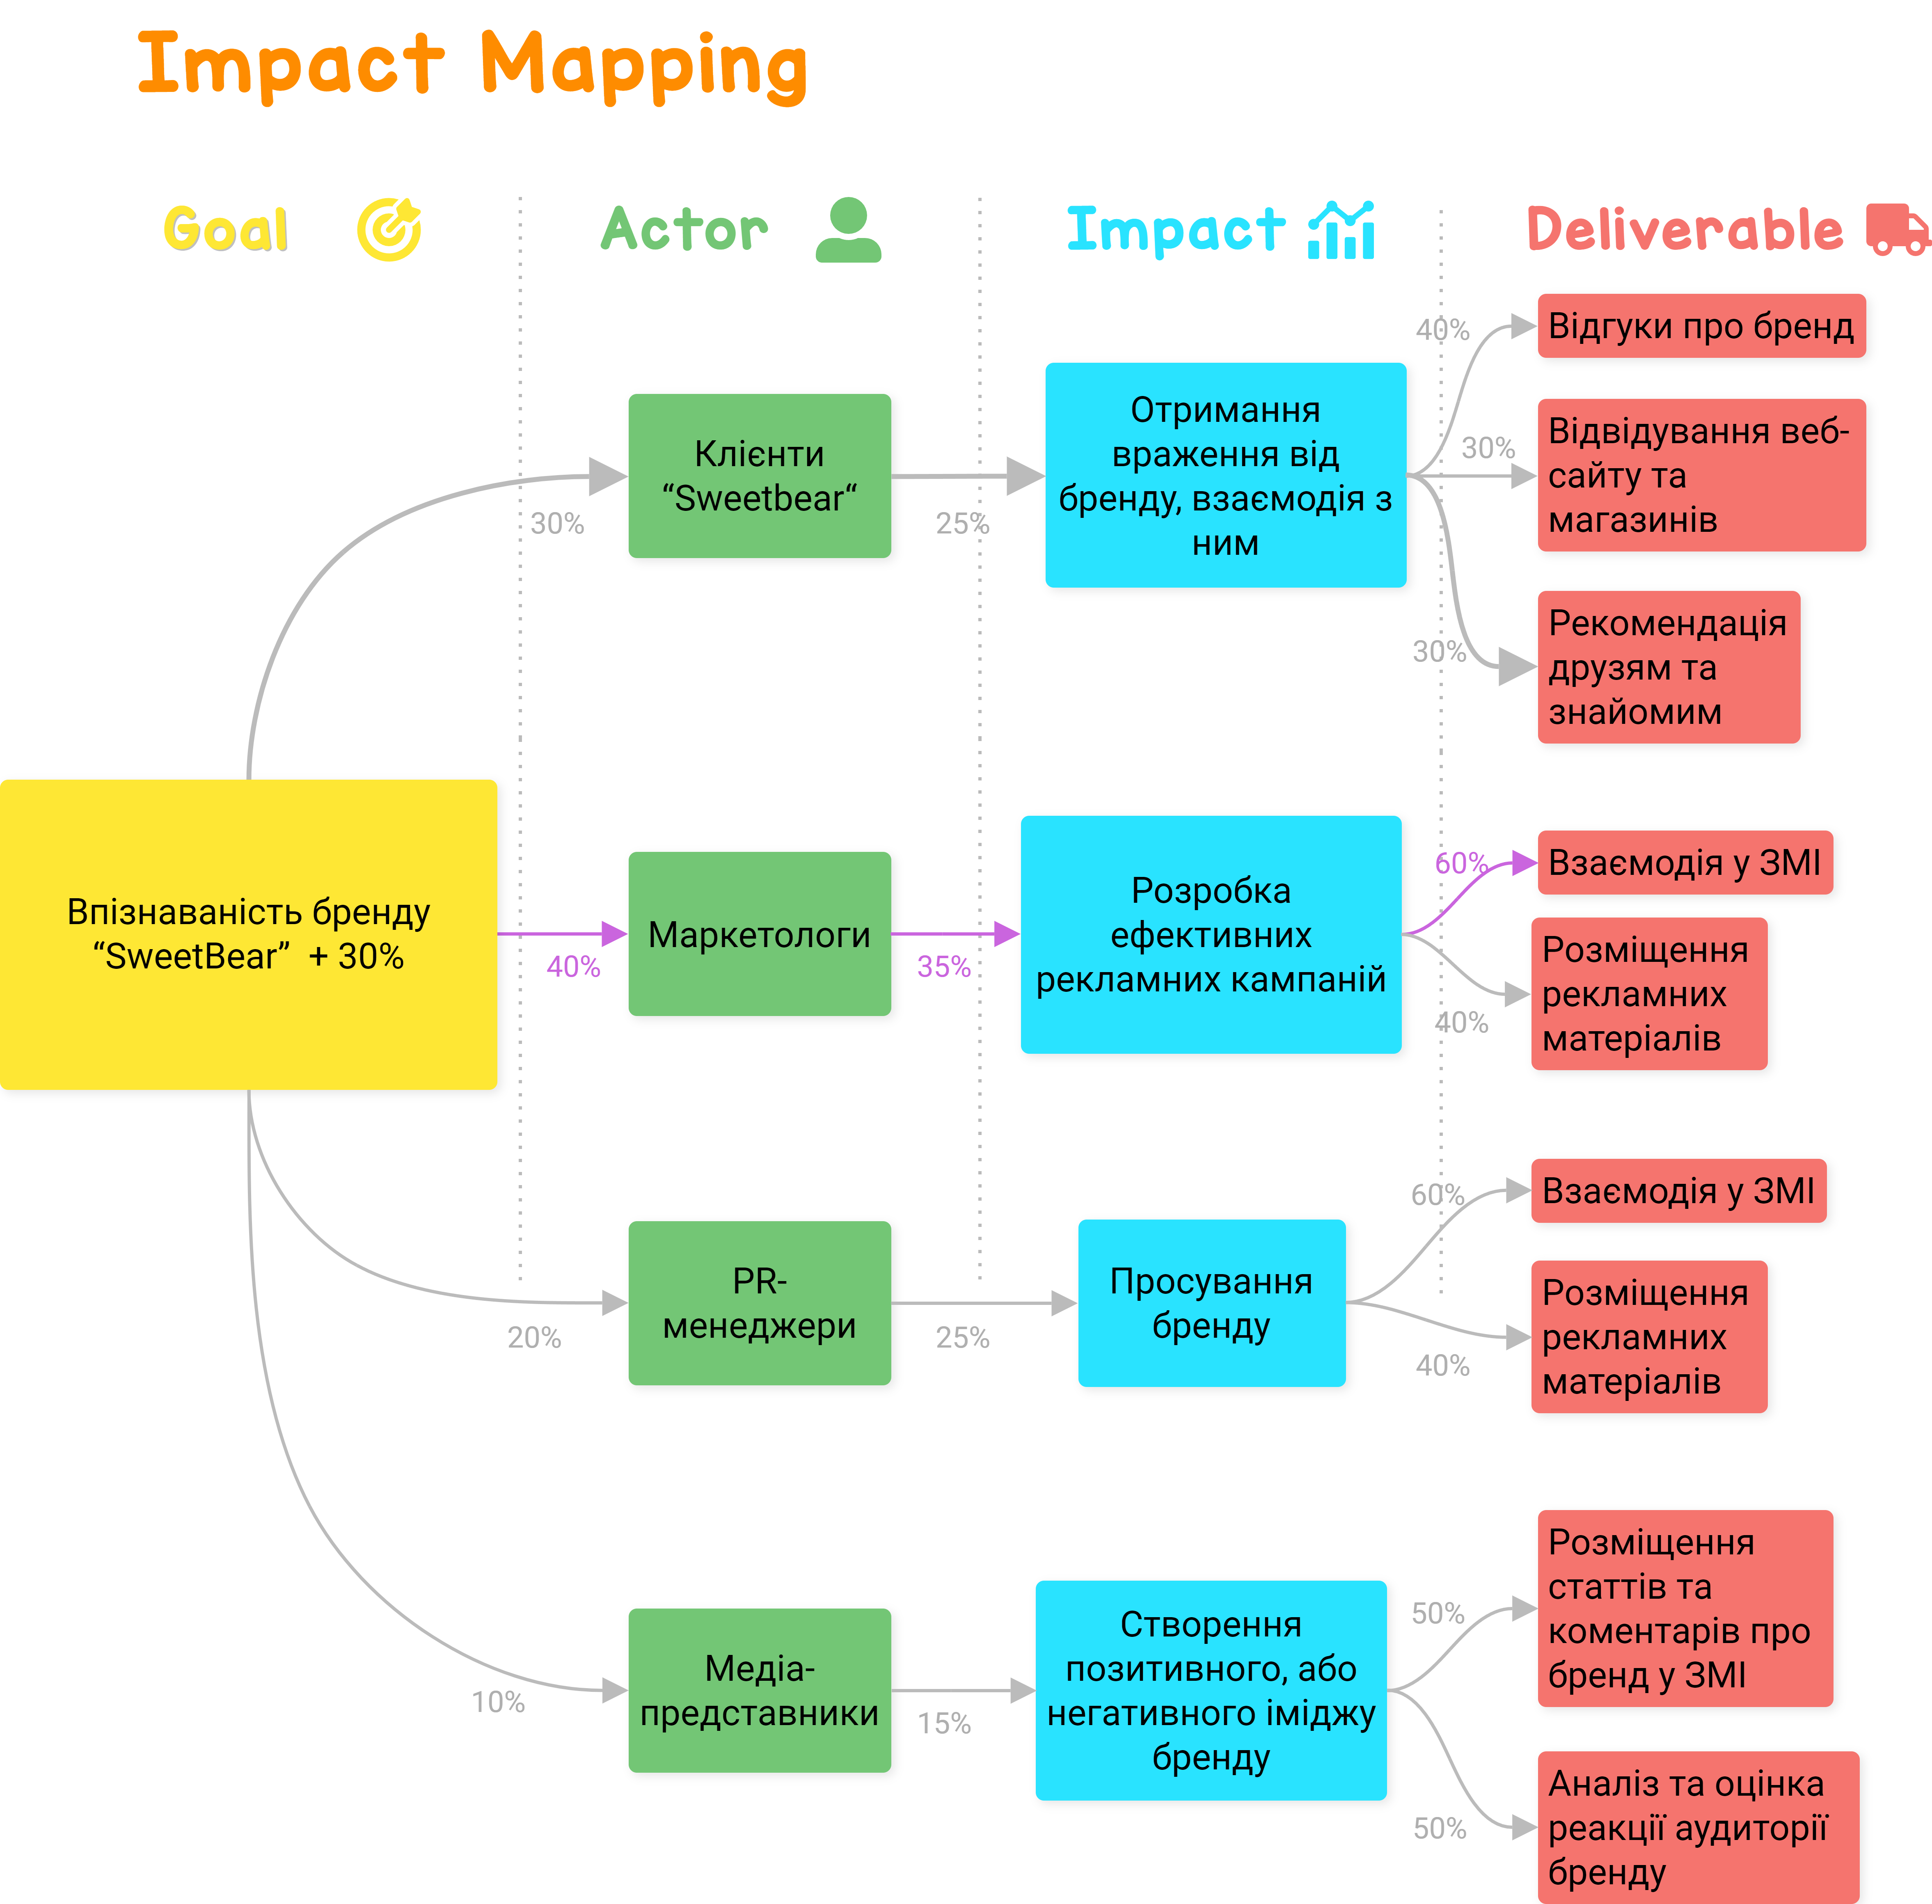 Impact Mapping
Goal
Actor
Impact
Deliverable
Впізнаваність бренду
“SweetBear” + 30%
30%
Клієнти
“Sweetbear“
25%
Отримання
враження від
бренду, взаємодія з
ним
40%
Відгуки про бренд
30%
Відвідування веб-
сайту та
магазинів
30%
Рекомендація
друзям та
знайомим
40%
Маркетологи
35%
Розробка
ефективних
рекламних кампаній
60%
Взаємодія у ЗМІ
40%
Розміщення
рекламних
матеріалів
20%
PR-
менеджери
25%
Просування
бренду
60%
Взаємодія у ЗМІ
40%
Розміщення
рекламних
матеріалів
10%
Медіа-
представники
15%
Створення
позитивного, або
негативного іміджу
бренду
50%
Розміщення
статтів та
коментарів про
бренд у ЗМІ
50%
Аналіз та оцінка
реакції аудиторії
бренду